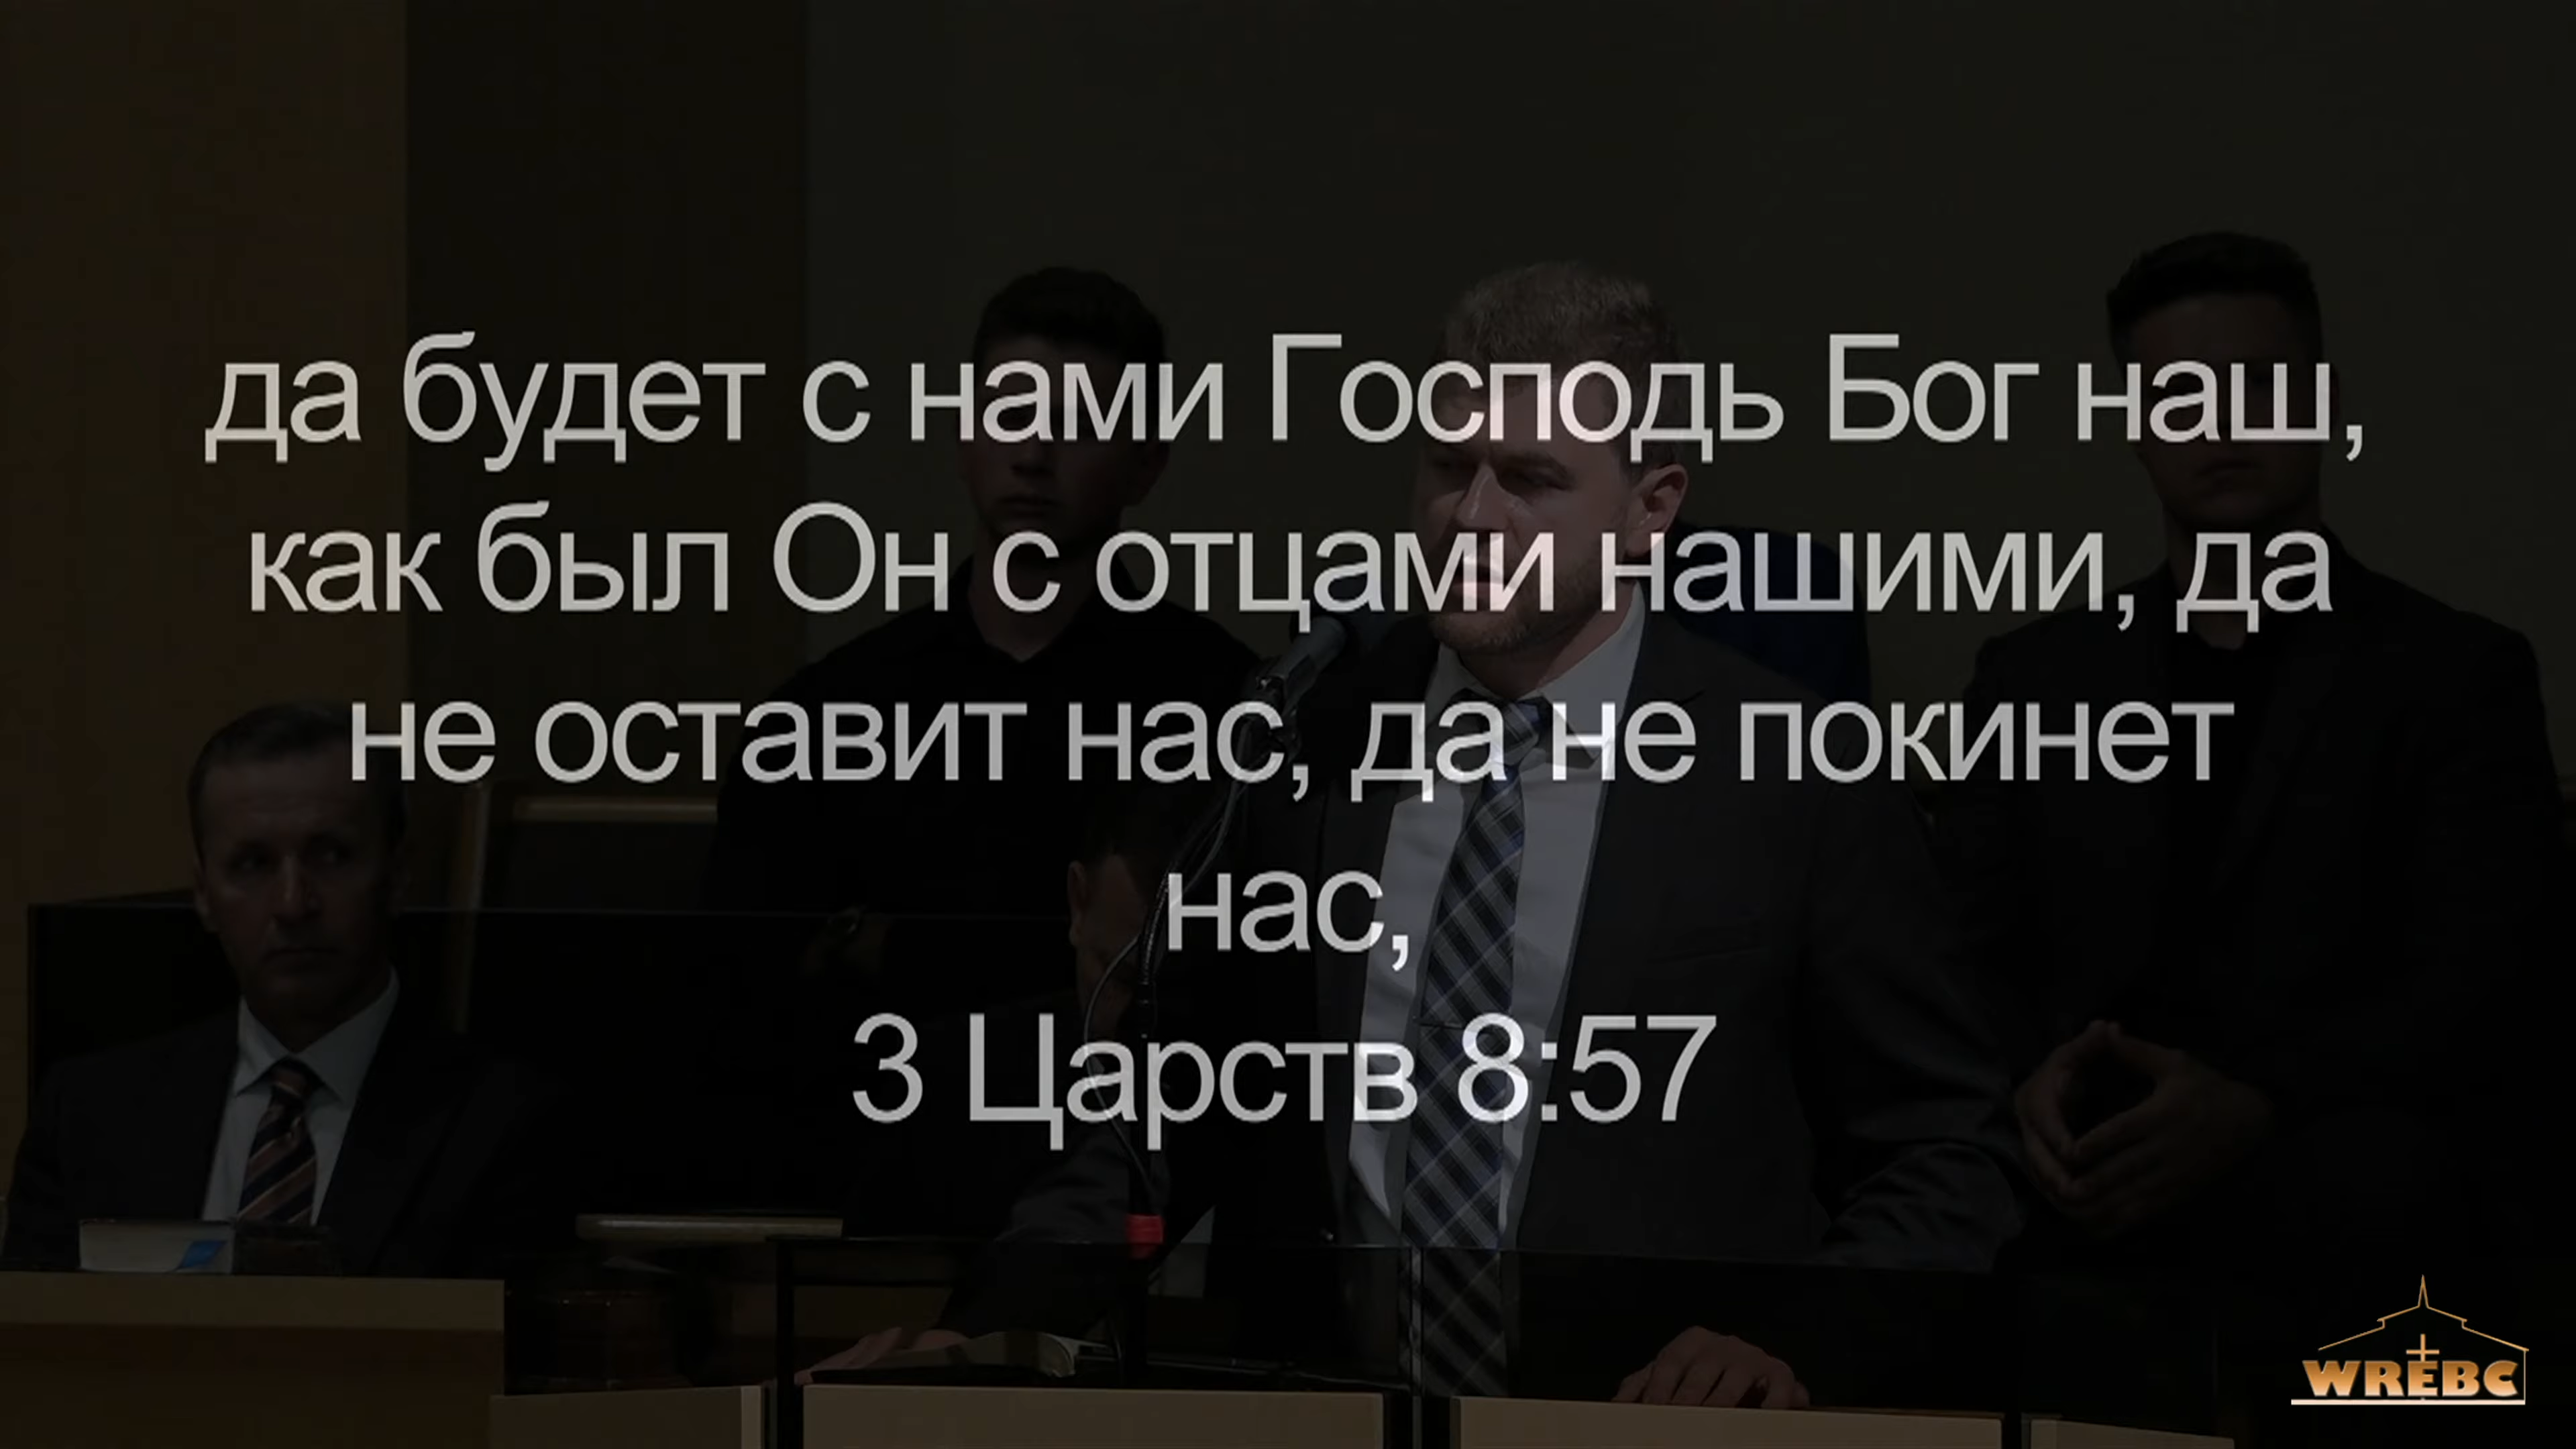 да будет с нами Господь Бог наш,
как был Он с отцами нашими, да
не оставит нас, да не покинет
нас,
3 Царств 8:57
WREBC